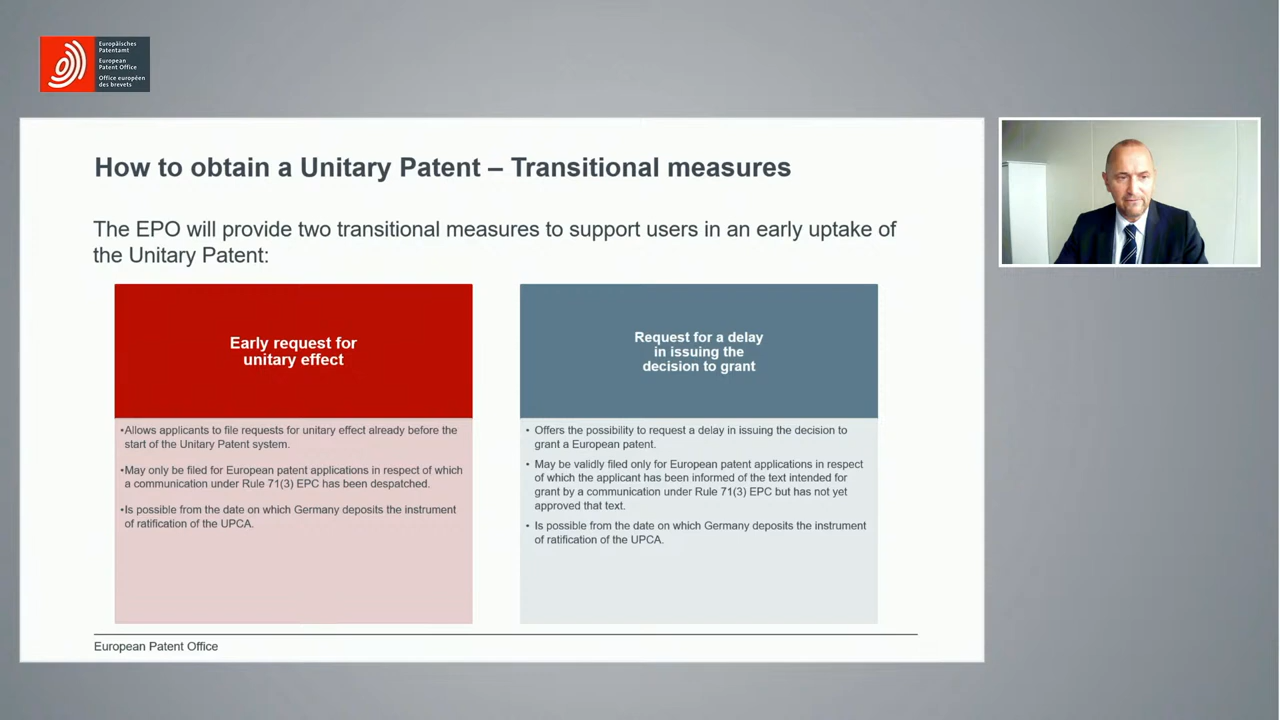 Europäisches
Patentamt
European
Patent Office
Office européen
des brevets
How to obtain a Unitary Patent – Transitional measures
The EPO will provide two transitional measures to support users in an early uptake of
the Unitary Patent:
Early request for
unitary effect
•Allows applicants to file requests for unitary effect already before the
start of the Unitary Patent system.
•May only be filed for European patent applications in respect of which
a communication under Rule 71(3) EPC has been despatched.
•Is possible from the date on which Germany deposits the instrument
of ratification of the UPCA.
Request for a delay
in issuing the
decision to grant
• Offers the possibility to request a delay in issuing the decision to
grant a European patent.
• May be validly filed only for European patent applications in respect
of which the applicant has been informed of the text intended for
grant by a communication under Rule 71(3) EPC but has not yet
approved that text.
• Is possible from the date on which Germany deposits the instrument
of ratification of the UPCA.
European Patent Office